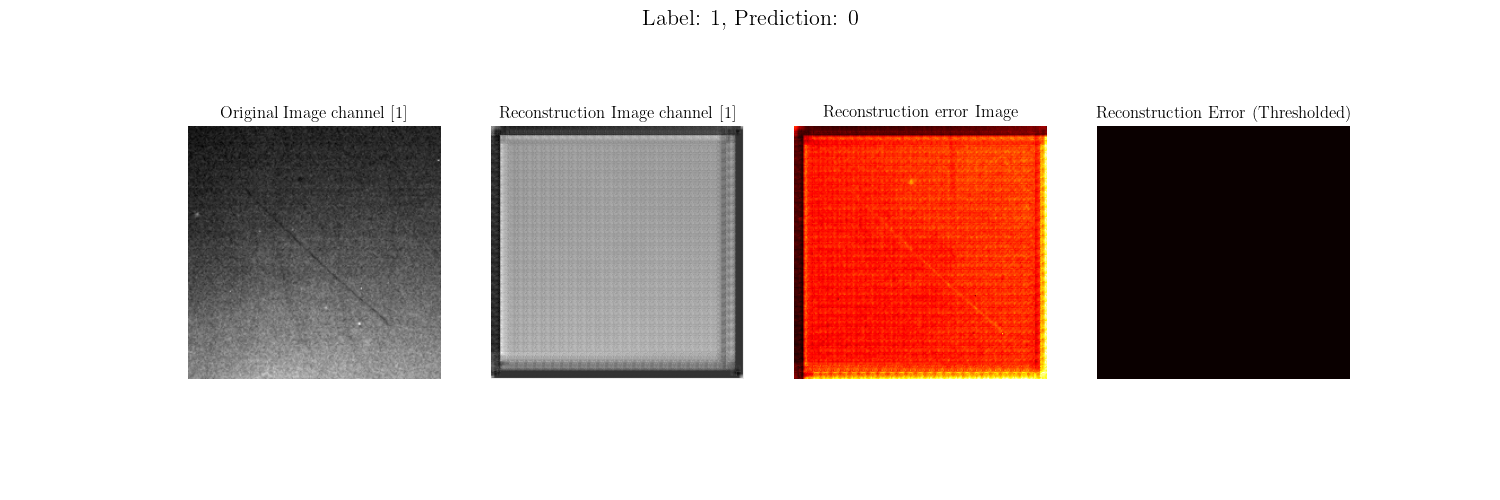 Label: 1, Prediction: 0
Original Image channel [1]
Reconstruction Image channel [1]
Reconstruction error Image
Reconstruction Error (Thresholded)